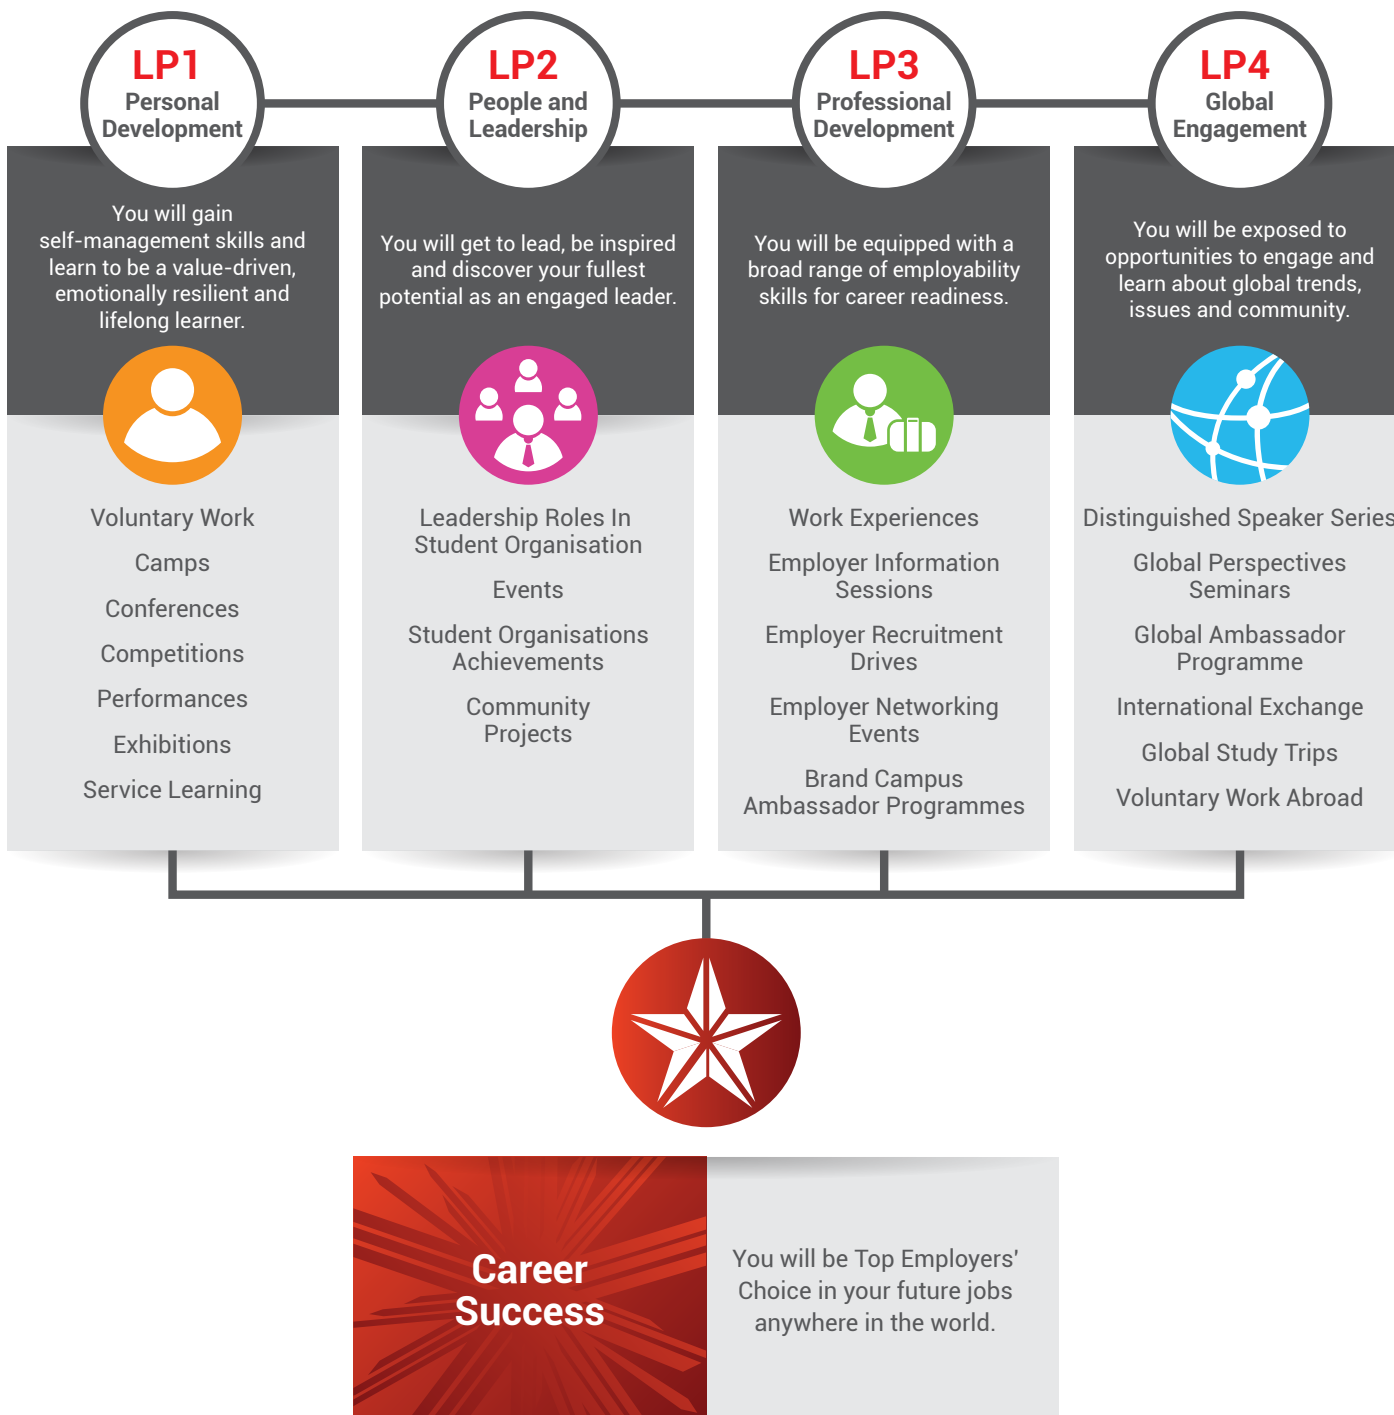 LP1
Personal
Development
You will gain
self-management skills and
learn to be a value-driven,
emotionally resilient and
lifelong learner.
Voluntary Work
Camps
Conferences
Competitions
Performances
Exhibitions
Service Learning
LP2
People and
Leadership
You will get to lead, be inspired
and discover your fullest
potential as an engaged leader.
Leadership Roles In
Student Organisation
Events
Student Organisations
Achievements
Community
Projects
LP3
Professional
Development
You will be equipped with a
broad range of employability
skills for career readiness.
Work Experiences
Employer Information
Sessions
Employer Recruitment
Drives
Employer Networking
Events
Brand Campus
Ambassador Programmes
LP4
Global
Engagement
You will be exposed to
opportunities to engage and
learn about global trends,
issues and community.
Distinguished Speaker Series
Global Perspectives
Seminars
Global Ambassador
Programme
International Exchange
Global Study Trips
Voluntary Work Abroad
Career
Success
You will be Top Employers'
Choice in your future jobs
anywhere in the world.